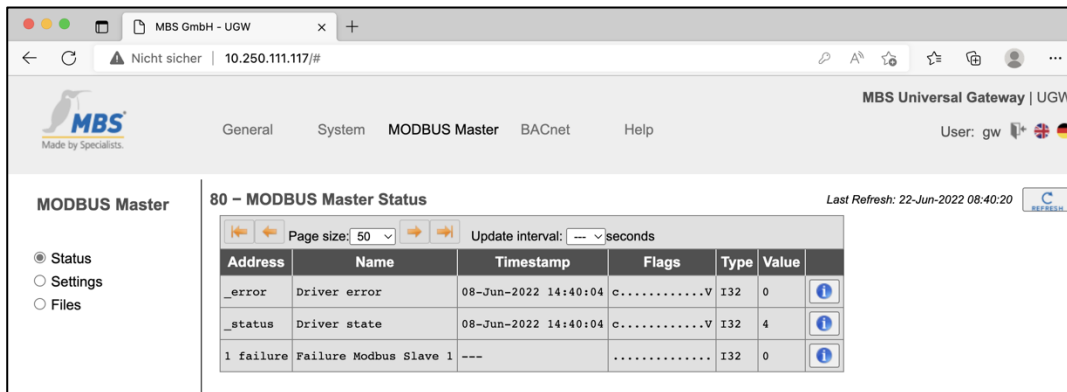 MBS GmbH - UGW
Nicht sicher | 10.250.111.117/#
MBS
Made by Specialists.
General System MODBUS Master BACnet Help
MBS Universal Gateway | UGW
User: gw
MODBUS Master
Status
Settings
Files
80 – MODBUS Master Status
Last Refresh: 22-Jun-2022 08:40:20
REFRESH
Page size: 50 Update interval: --- seconds
Address Name Timestamp Flags Type Value
_error Driver error 08-Jun-2022 14:40:04 c............V I32 0
_status Driver state 08-Jun-2022 14:40:04 c............V I32 4
1 failure Failure Modbus Slave 1 --- .............. I32 0